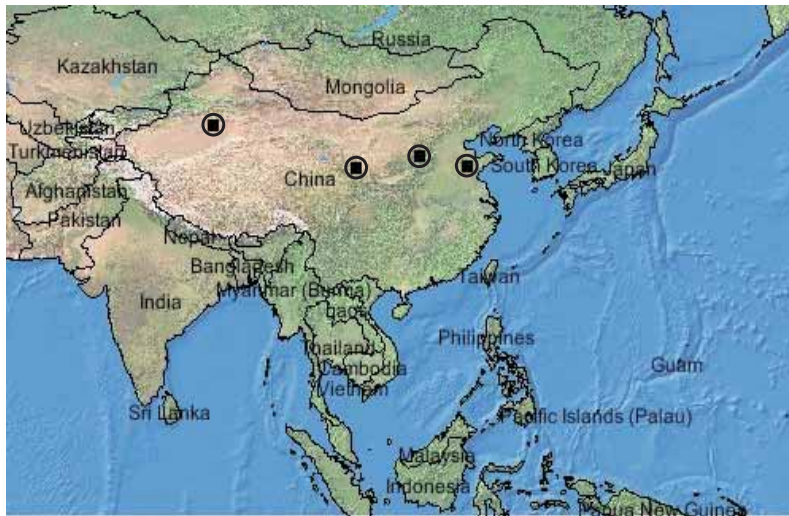 Russia
Kazakhstan
Mongolia
Uzbekistan
North Korea
Turkmenistan
South Korea
Japan
China
Afghanistan
Pakistan
Nepal
Bangladesh
Taiwan
Myanmar (Burma)
India
Laos
Philippines
Thailand
Guam
Cambodia
Vietnam
Sri Lanka
Pacific Islands (Palau)
Malaysia
Indonesia
Papua New Guinea